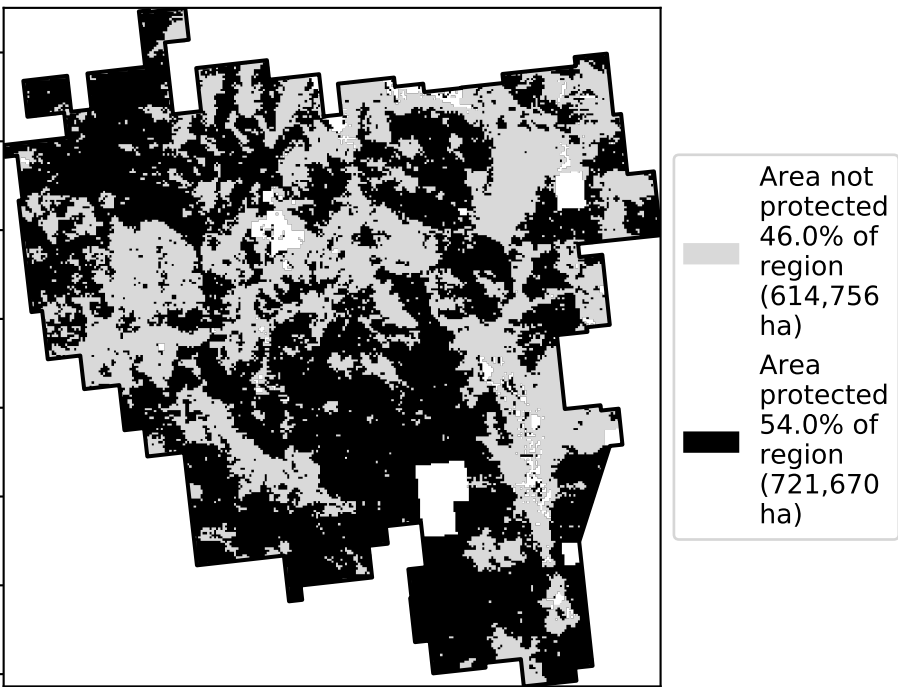 Area not
protected
46.0% of
region
(614,756
ha)
Area
protected
54.0% of
region
(721,670
ha)